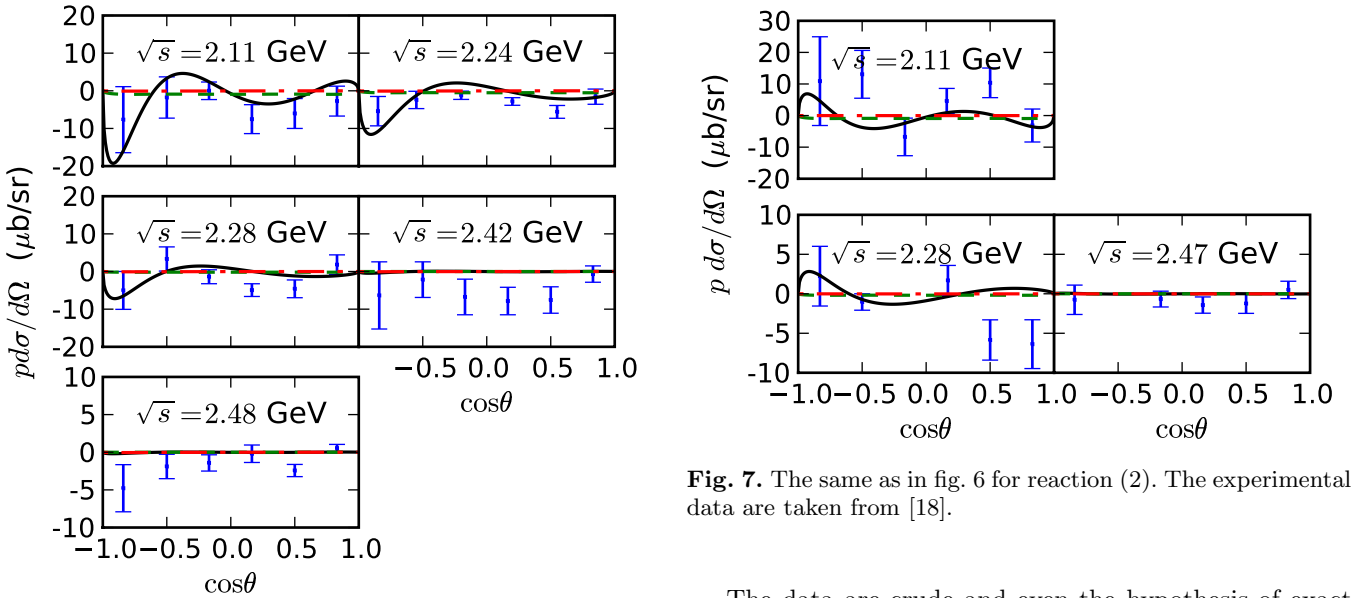 20
10
0
-10
-20
√s =2.11 GeV
√s =2.24 GeV
20
10
0
-10
-20
√s =2.28 GeV
√s =2.42 GeV
−0.5 0.0 0.5 1.0
cosθ
10
5
0
-5
-10
√s =2.48 GeV
−1.0−0.5 0.0 0.5 1.0
cosθ
pdσ/dΩ (μb/sr)
30
20
10
0
-10
-20
√s =2.11 GeV
10
5
0
-5
-10
√s =2.28 GeV
√s =2.47 GeV
−1.0−0.5 0.0 0.5 1.0
−0.5 0.0 0.5 1.0
cosθ
cosθ
p dσ/dΩ (μb/sr)
Fig. 7. The same as in fig. 6 for reaction (2). The experimental
data are taken from [18].
The data are crude and even the hypothesis of exact